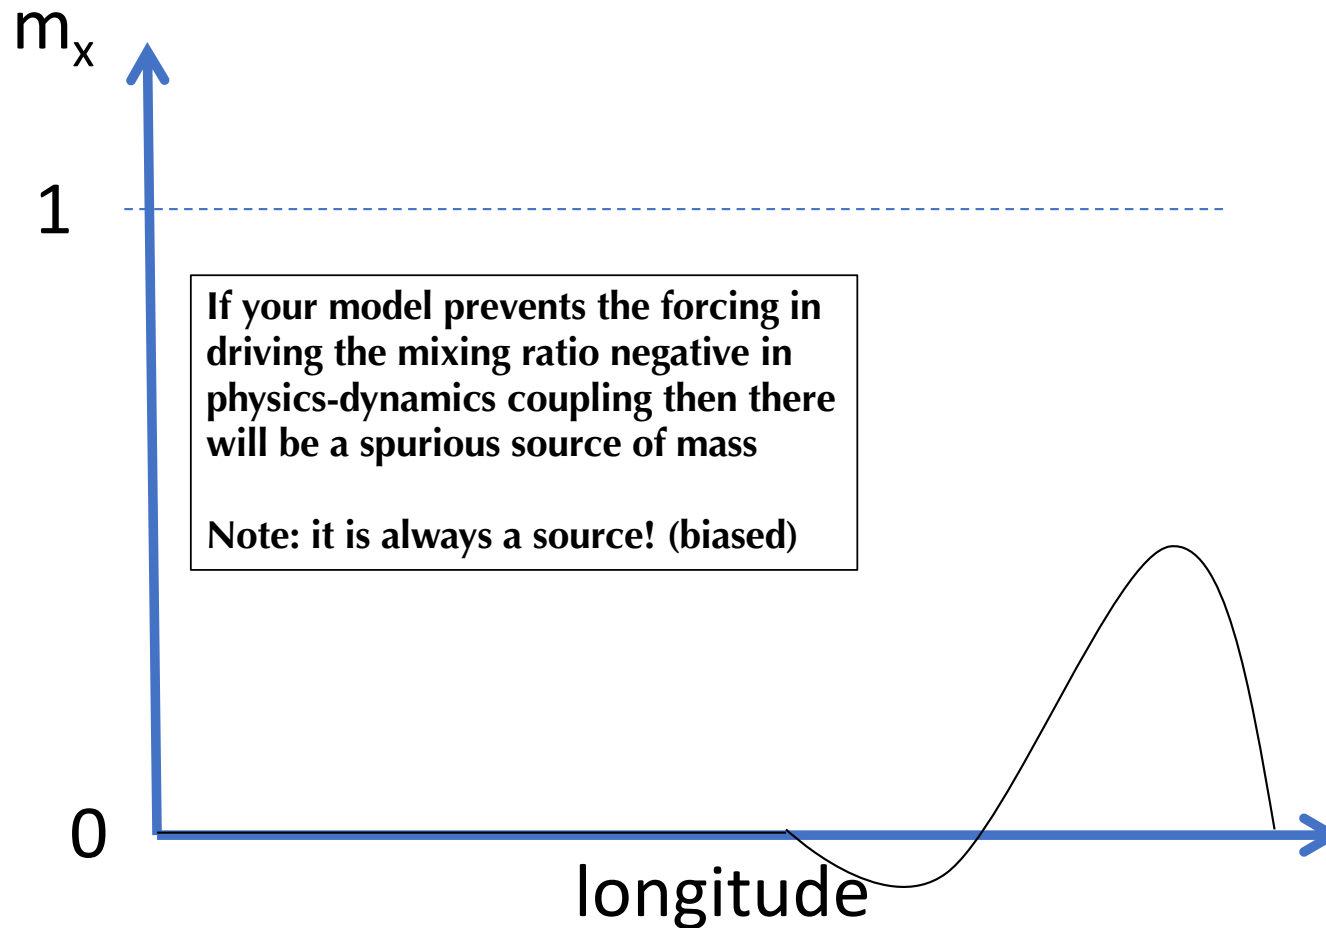 mx
1
If your model prevents the forcing in
driving the mixing ratio negative in
physics-dynamics coupling then there
will be a spurious source of mass
Note: it is always a source! (biased)
0
longitude